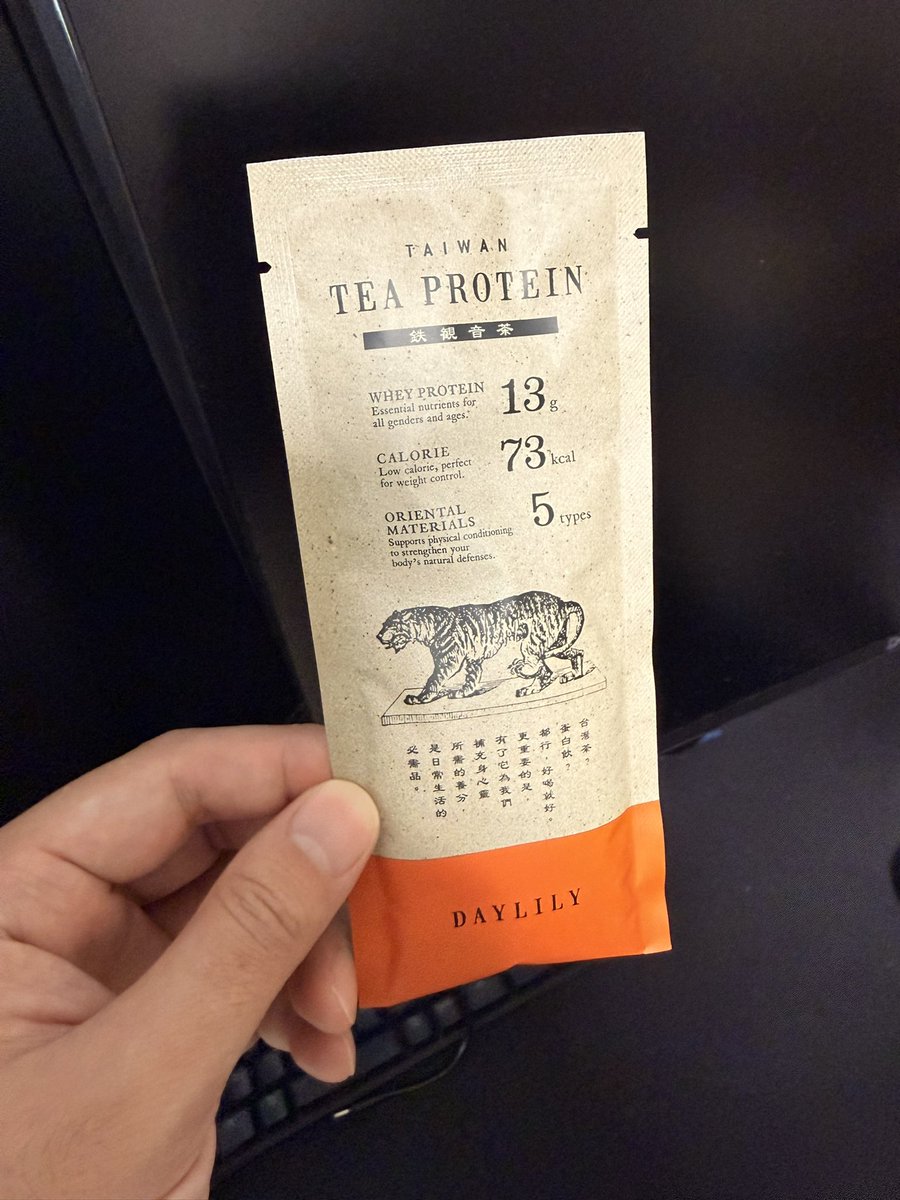 TAIWAN
TEA PROTEIN
鉄観音茶
WHEY PROTEIN
Essential nutrients for
all genders and ages.
13g
CALORIE
Low calorie, perfect
for weight control.
73kcal
ORIENTAL
MATERIALS
Supports physical conditioning
to strengthen your
body's natural defenses.
5 types
台灣茶？
蛋白飲？
都行，好喝就好。
更重要的是，
有了它為我們
補充身心靈
所需的養分，
是日常生活的
必需品。
DAYLILY